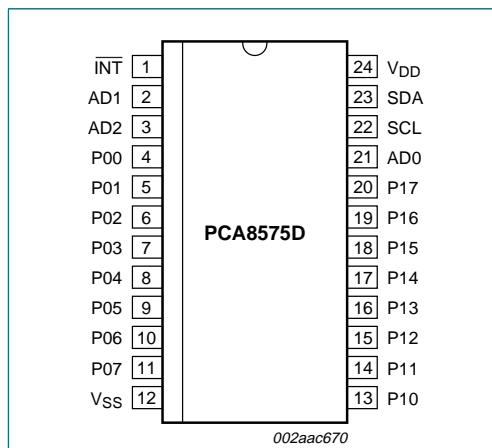 INT 1 24 VDD
AD1 2 23 SDA
AD2 3 22 SCL
P00 4 21 AD0
P01 5 20 P17
P02 6 19 P16
P03 7 18 P15
PCA8575D
P04 8 17 P14
P05 9 16 P13
P06 10 15 P12
P07 11 14 P11
VSS 12 13 P10
002aac670